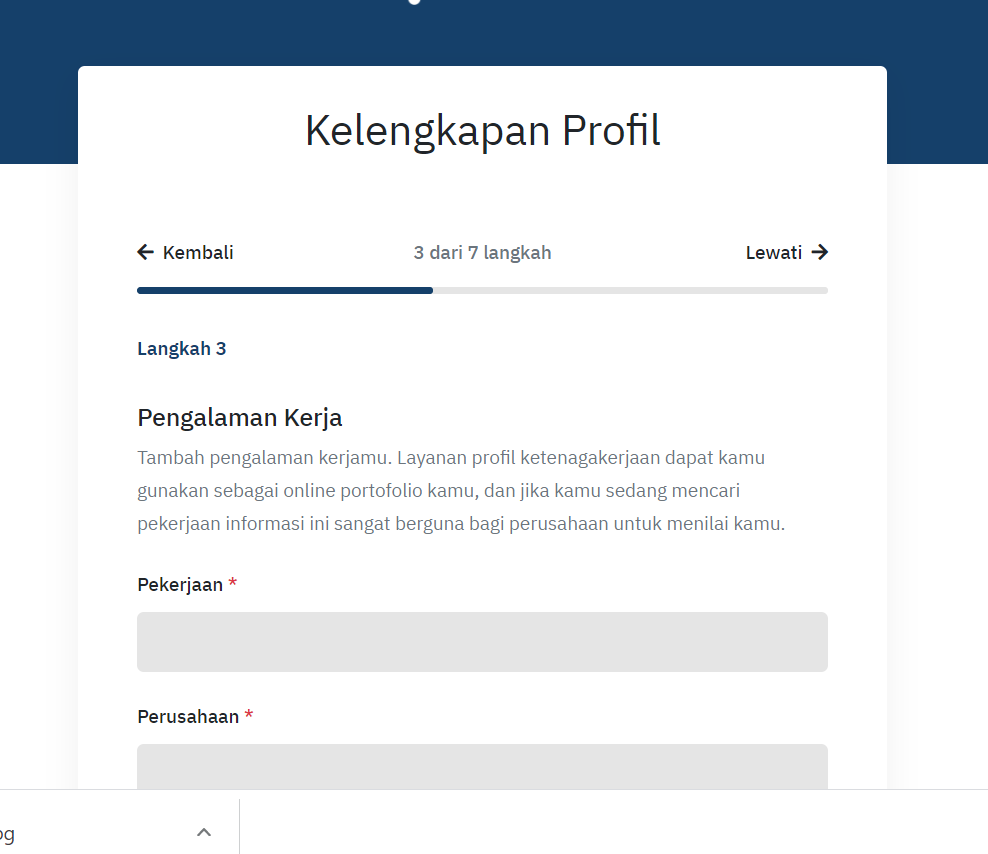 Kelengkapan Profil
Kembali
3 dari 7 langkah
Lewati
Langkah 3
Pengalaman Kerja
Tambah pengalaman kerjamu. Layanan profil ketenagakerjaan dapat kamu
gunakan sebagai online portofolio kamu, dan jika kamu sedang mencari
pekerjaan informasi ini sangat berguna bagi perusahaan untuk menilai kamu.
Pekerjaan *
Perusahaan *